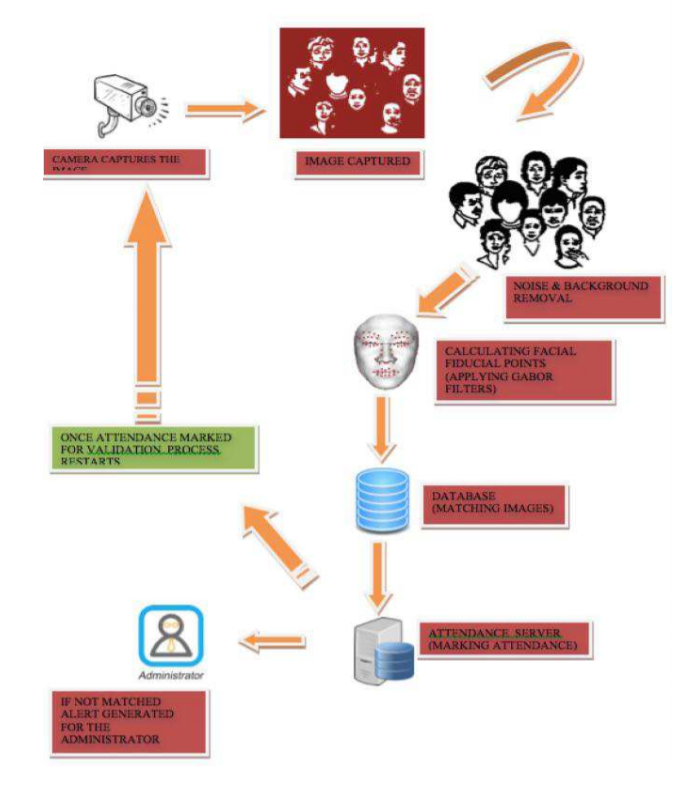 CAMERA CAPTURES THE
IMAGE
IMAGE CAPTURED
NOISE & BACKGROUND
REMOVAL
CALCULATING FACIAL
FIDUCIAL POINTS
(APPLYING GABOR
FILTERS)
ONCE ATTENDANCE MARKED
FOR VALIDATION PROCESS
RESTARTS
DATABASE
(MATCHING IMAGES)
ATTENDANCE SERVER
(MARKING ATTENDANCE)
Administrator
IF NOT MATCHED
ALERT GENERATED
FOR THE
ADMINISTRATOR